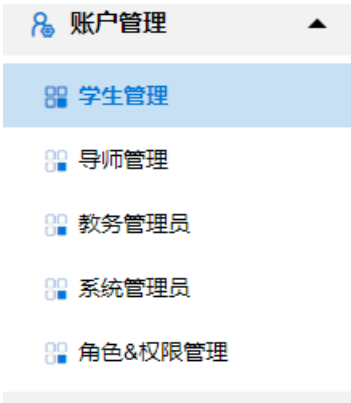 账户管理
学生管理
导师管理
教务管理员
系统管理员
角色&权限管理